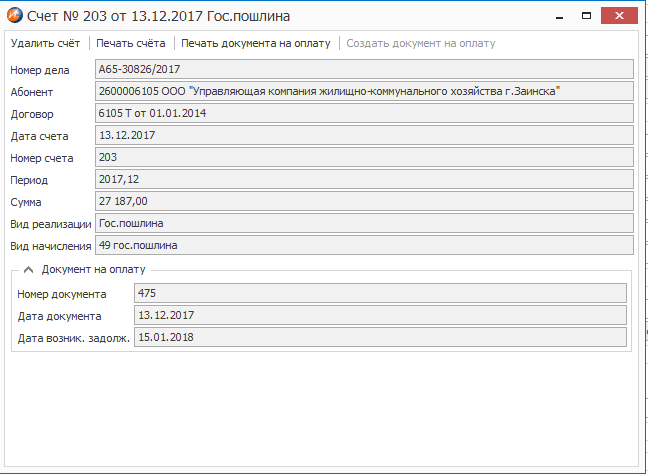 Счет № 203 от 13.12.2017 Гос.пошлина
Удалить счёт Печать счёта Печать документа на оплату Создать документ на оплату
Номер дела А65-30826/2017
Абонент 2600006105 ООО "Управляющая компания жилищно-коммунального хозяйства г.Заинска"
Договор 6105 Т от 01.01.2014
Дата счета 13.12.2017
Номер счета 203
Период 2017,12
Сумма 27 187,00
Вид реализации Гос.пошлина
Вид начисления 49 гос.пошлина
Документ на оплату
Номер документа 475
Дата документа 13.12.2017
Дата возник. задолж. 15.01.2018